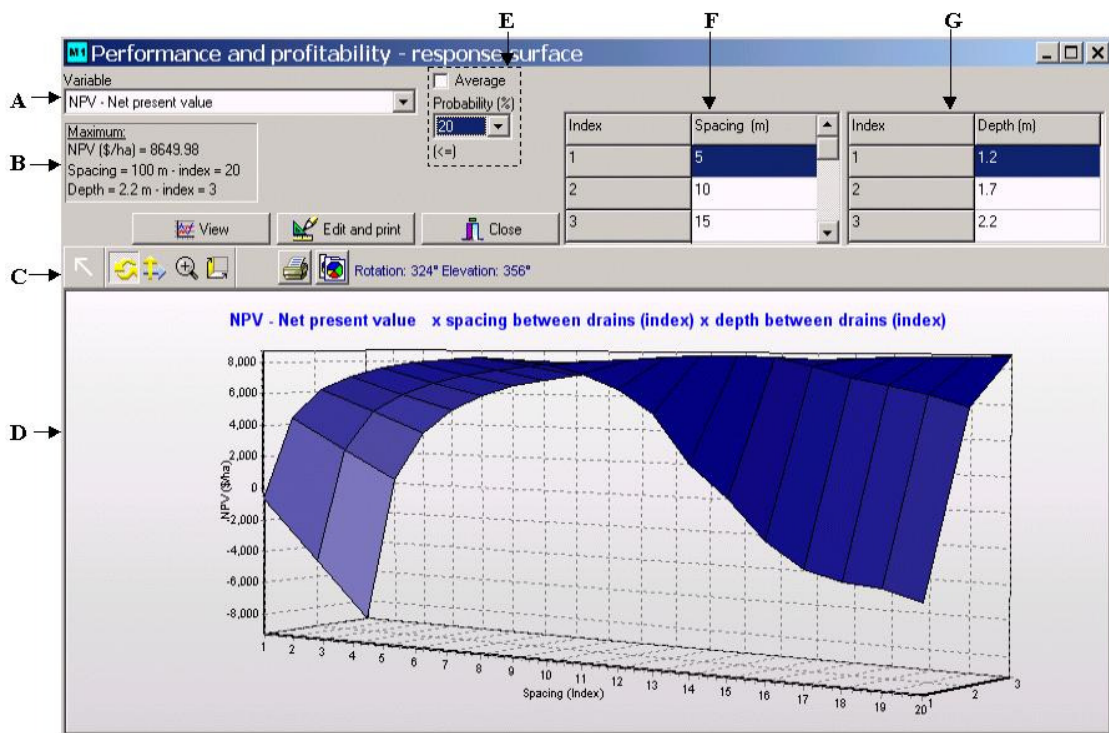 E
F
G
M1 Performance and profitability - response surface
A
Variable
NPV - Net present value
Average
Probability (%)
20
(<=)
B
Maximum:
NPV ($/ha) = 8649.98
Spacing = 100 m - index = 20
Depth = 2.2 m - index = 3
Index Spacing (m)
1 5
2 10
3 15
Index Depth (m)
1 1.2
2 1.7
3 2.2
View
Edit and print
Close
C
Rotation: 324° Elevation: 356°
NPV - Net present value x spacing between drains (index) x depth between drains (index)
D
NPV ($/ha)
8,000
6,000
4,000
2,000
0
-2,000
-4,000
-6,000
-8,000
1 2 3 4 5 6 7 8 9 10 11 12 13 14 15 16 17 18 19 20
Spacing (Index)
1 2 3